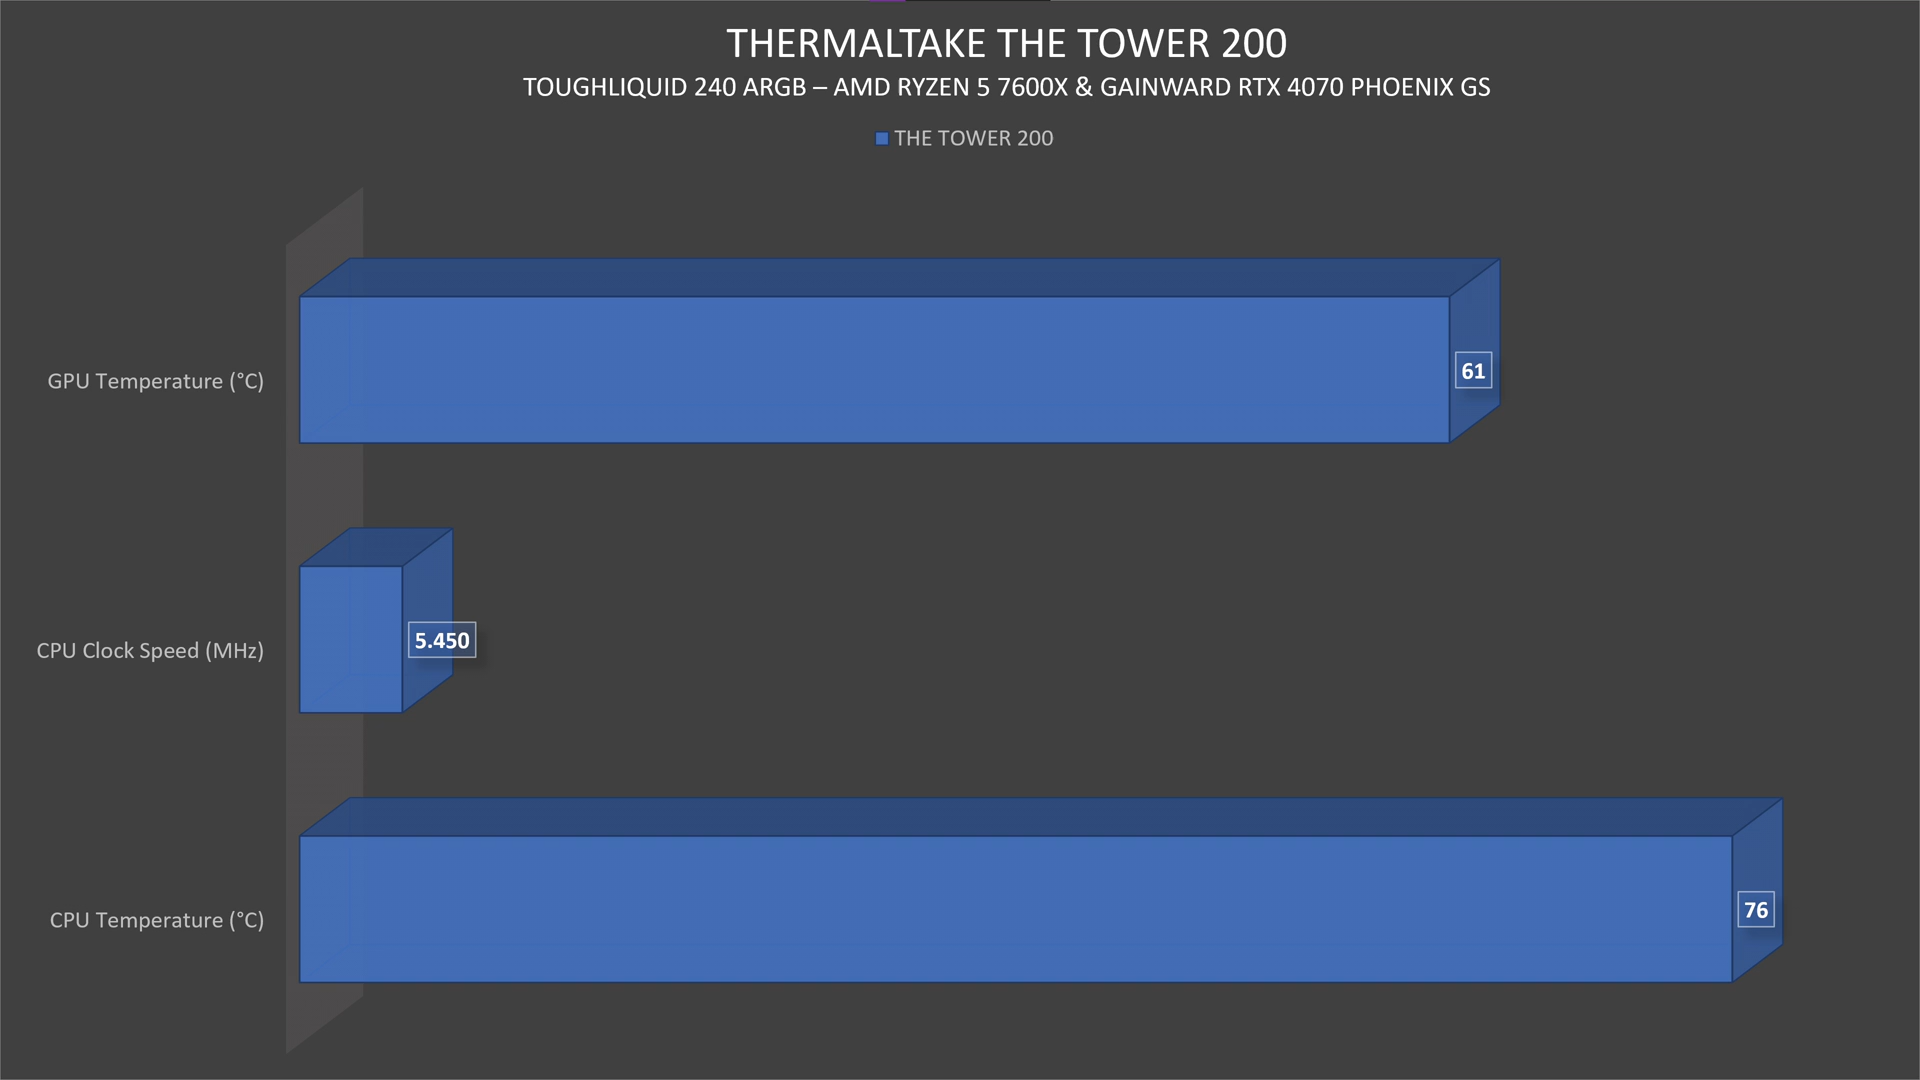 THERMALTAKE THE TOWER 200
TOUGHLIQUID 240 ARGB – AMD RYZEN 5 7600X & GAINWARD RTX 4070 PHOENIX GS
THE TOWER 200
GPU Temperature (°C)
61
CPU Clock Speed (MHz)
5.450
CPU Temperature (°C)
76